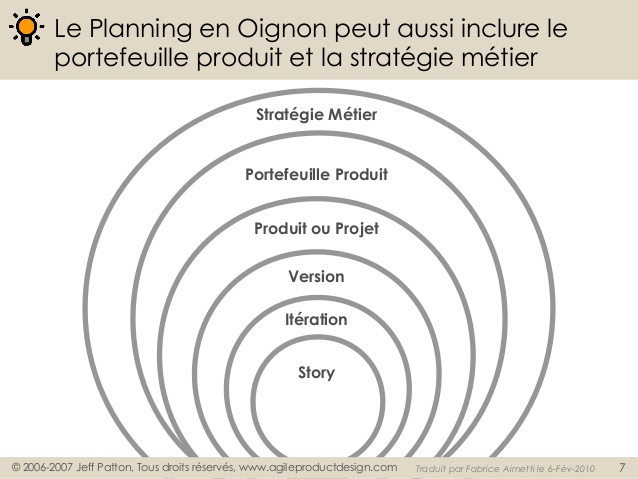 Le Planning en Oignon peut aussi inclure le
portefeuille produit et la stratégie métier
Stratégie Métier
Portefeuille Produit
Produit ou Projet
Version
Itération
Story
© 2006-2007 Jeff Patton, Tous droits réservés, www.agileproductdesign.com Traduit par Fabrice Aimetti le 6-Fév-2010 7